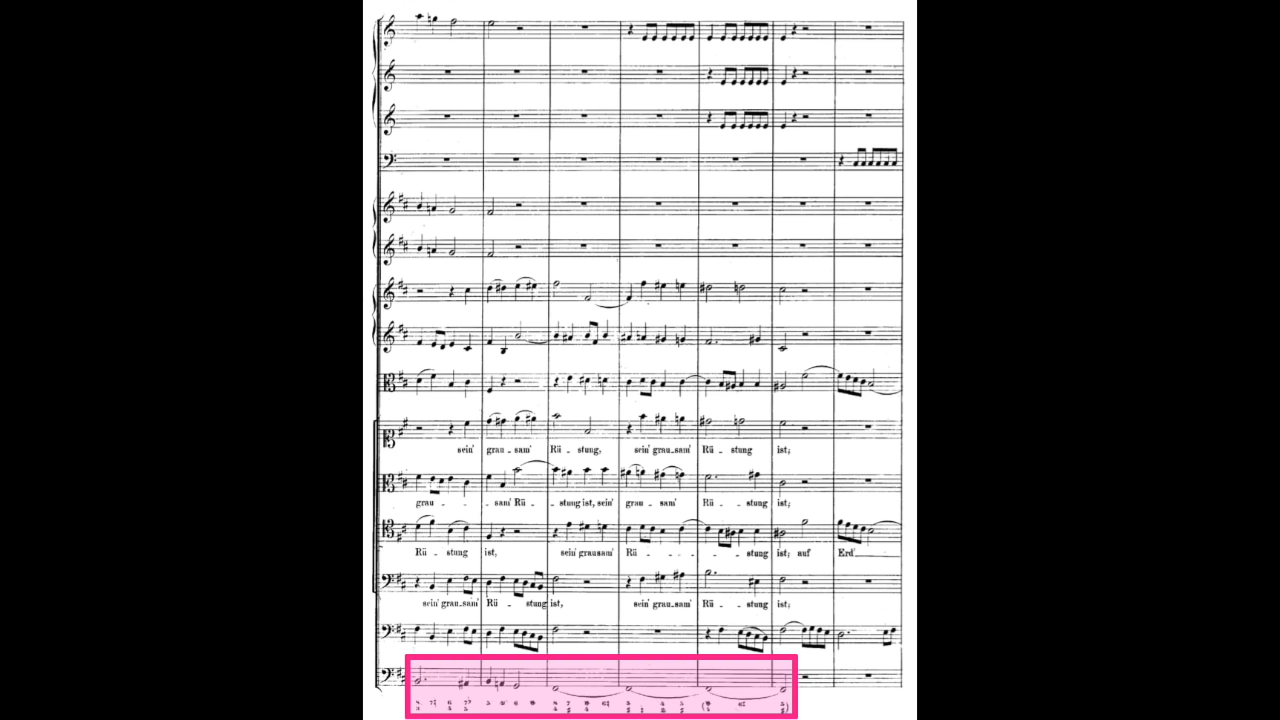 sein' grau-sam' Rü - stung, sein' grau-sam' Rü - stung ist;
grau - sam' Rü - stung ist, sein' grau - sam' Rü - stung ist;
Rü - stung ist, sein' grausam' Rü - - - - stung ist; auf Erd'
sein' grau-sam' Rü - stung ist, sein' grau-sam' Rü - stung ist;